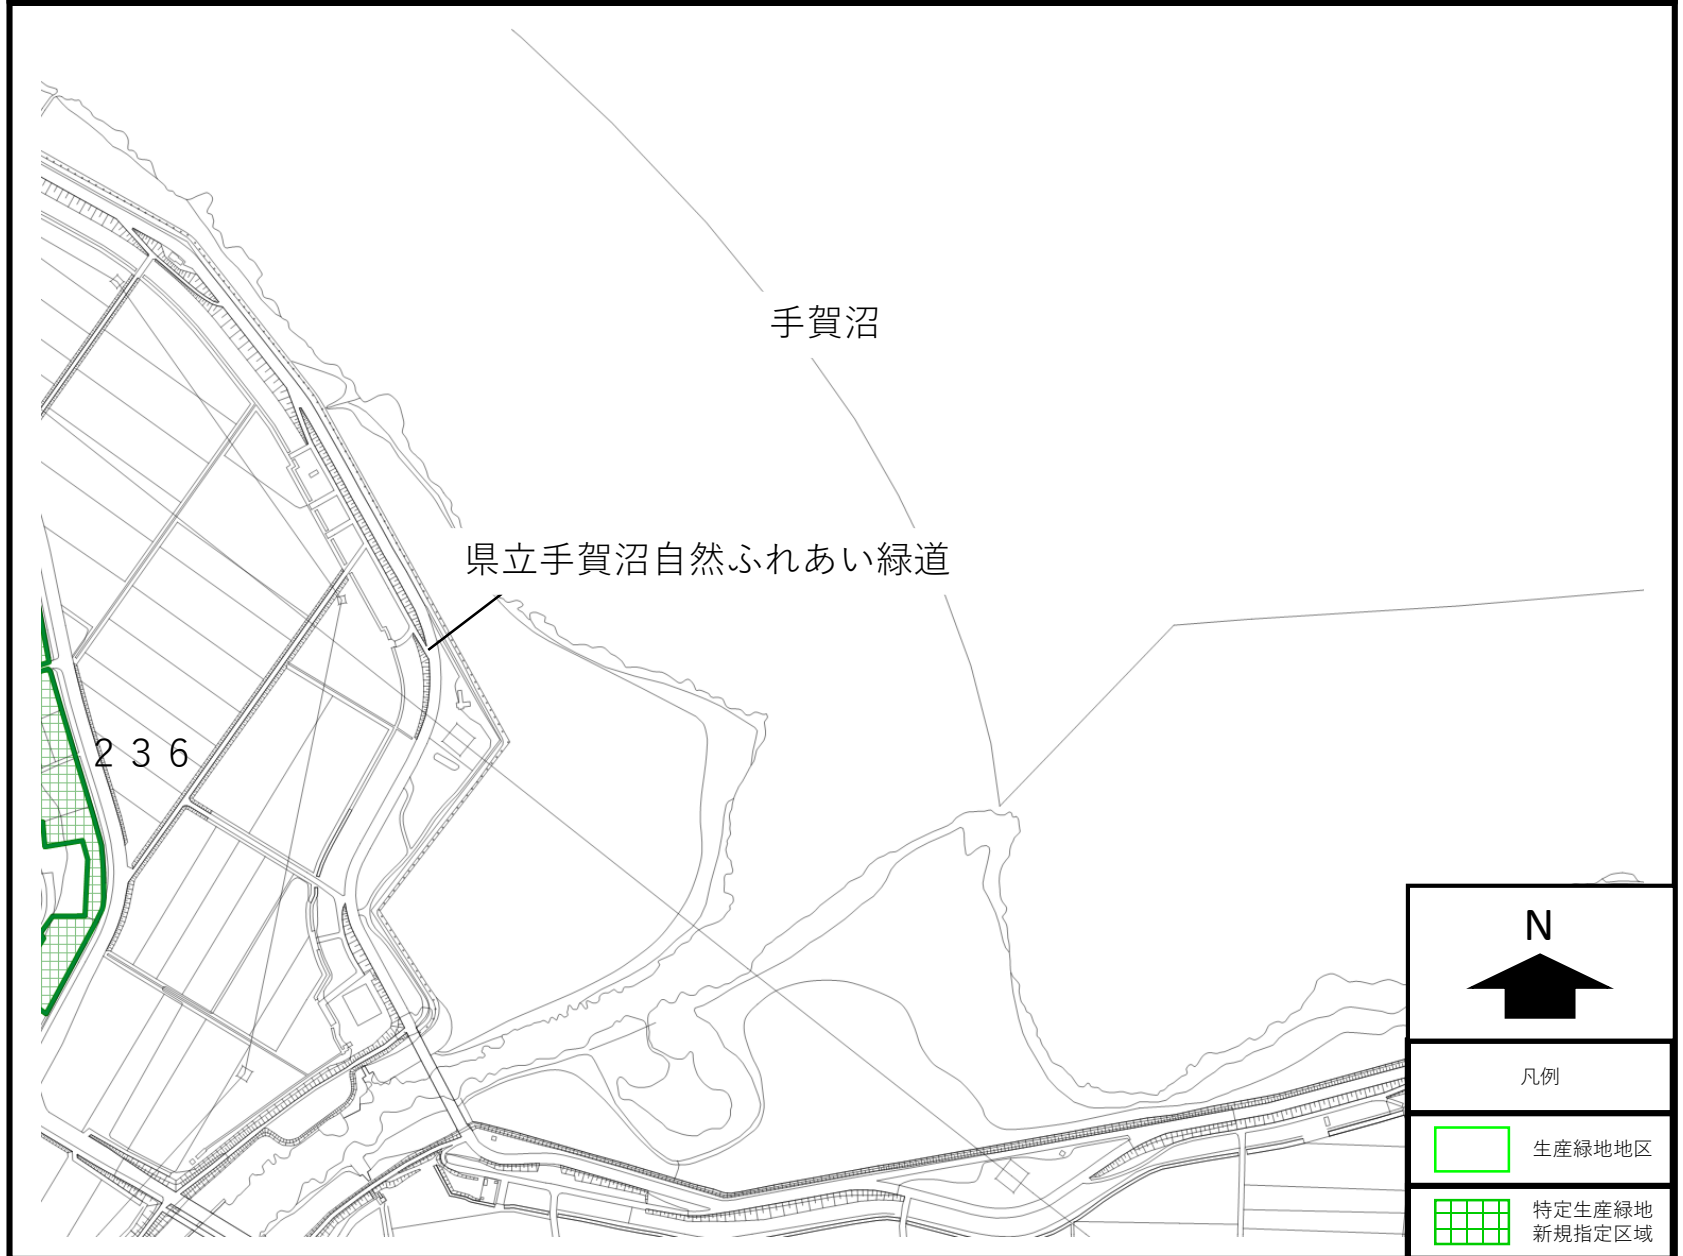 手賀沼
県立手賀沼自然ふれあい緑道
２３６
N
凡例
生産緑地地区
特定生産緑地
新規指定区域